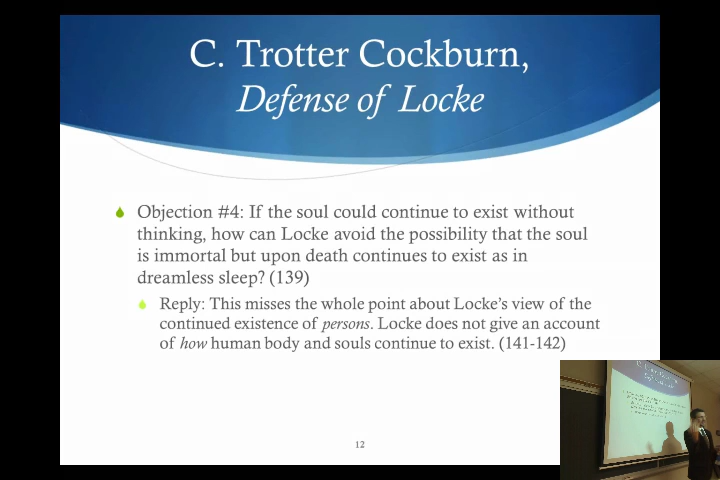 C. Trotter Cockburn,
Defense of Locke
Objection #4: If the soul could continue to exist without
thinking, how can Locke avoid the possibility that the soul
is immortal but upon death continues to exist as in
dreamless sleep? (139)
Reply: This misses the whole point about Locke's view of the
continued existence of persons. Locke does not give an account
of how human body and souls continue to exist. (141-142)
12